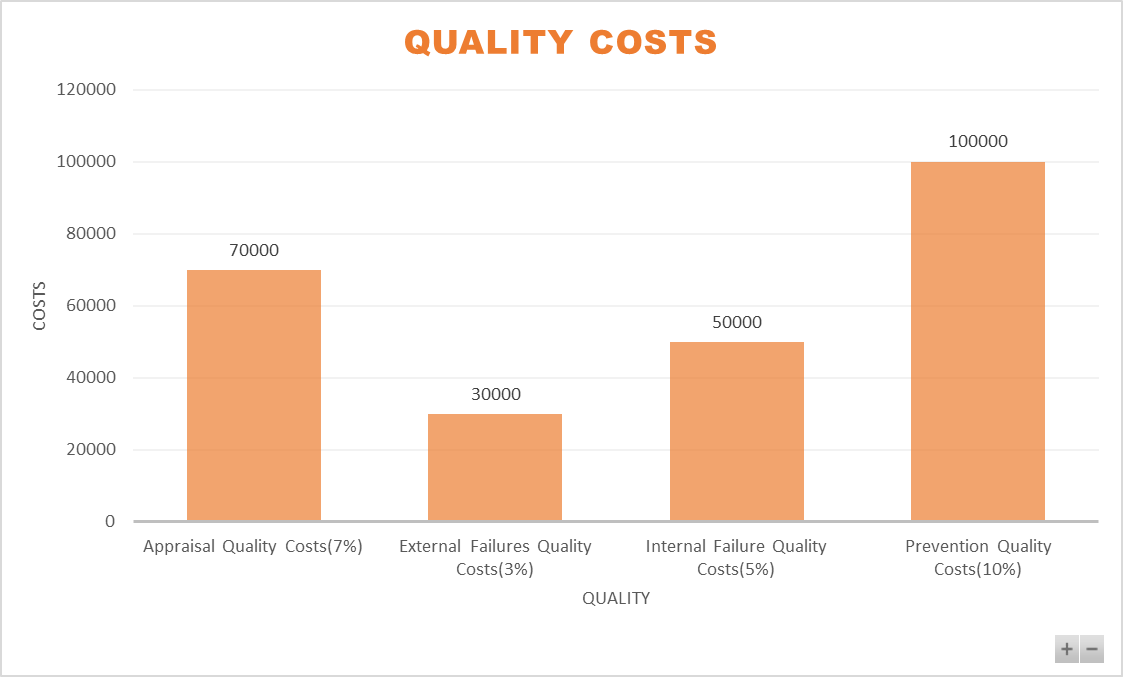 QUALITY COSTS
120000
100000
80000
60000
40000
20000
0
COSTS
70000
30000
50000
100000
Appraisal Quality Costs(7%)
External Failures Quality
Costs(3%)
Internal Failure Quality
Costs(5%)
Prevention Quality
Costs(10%)
QUALITY
+ −